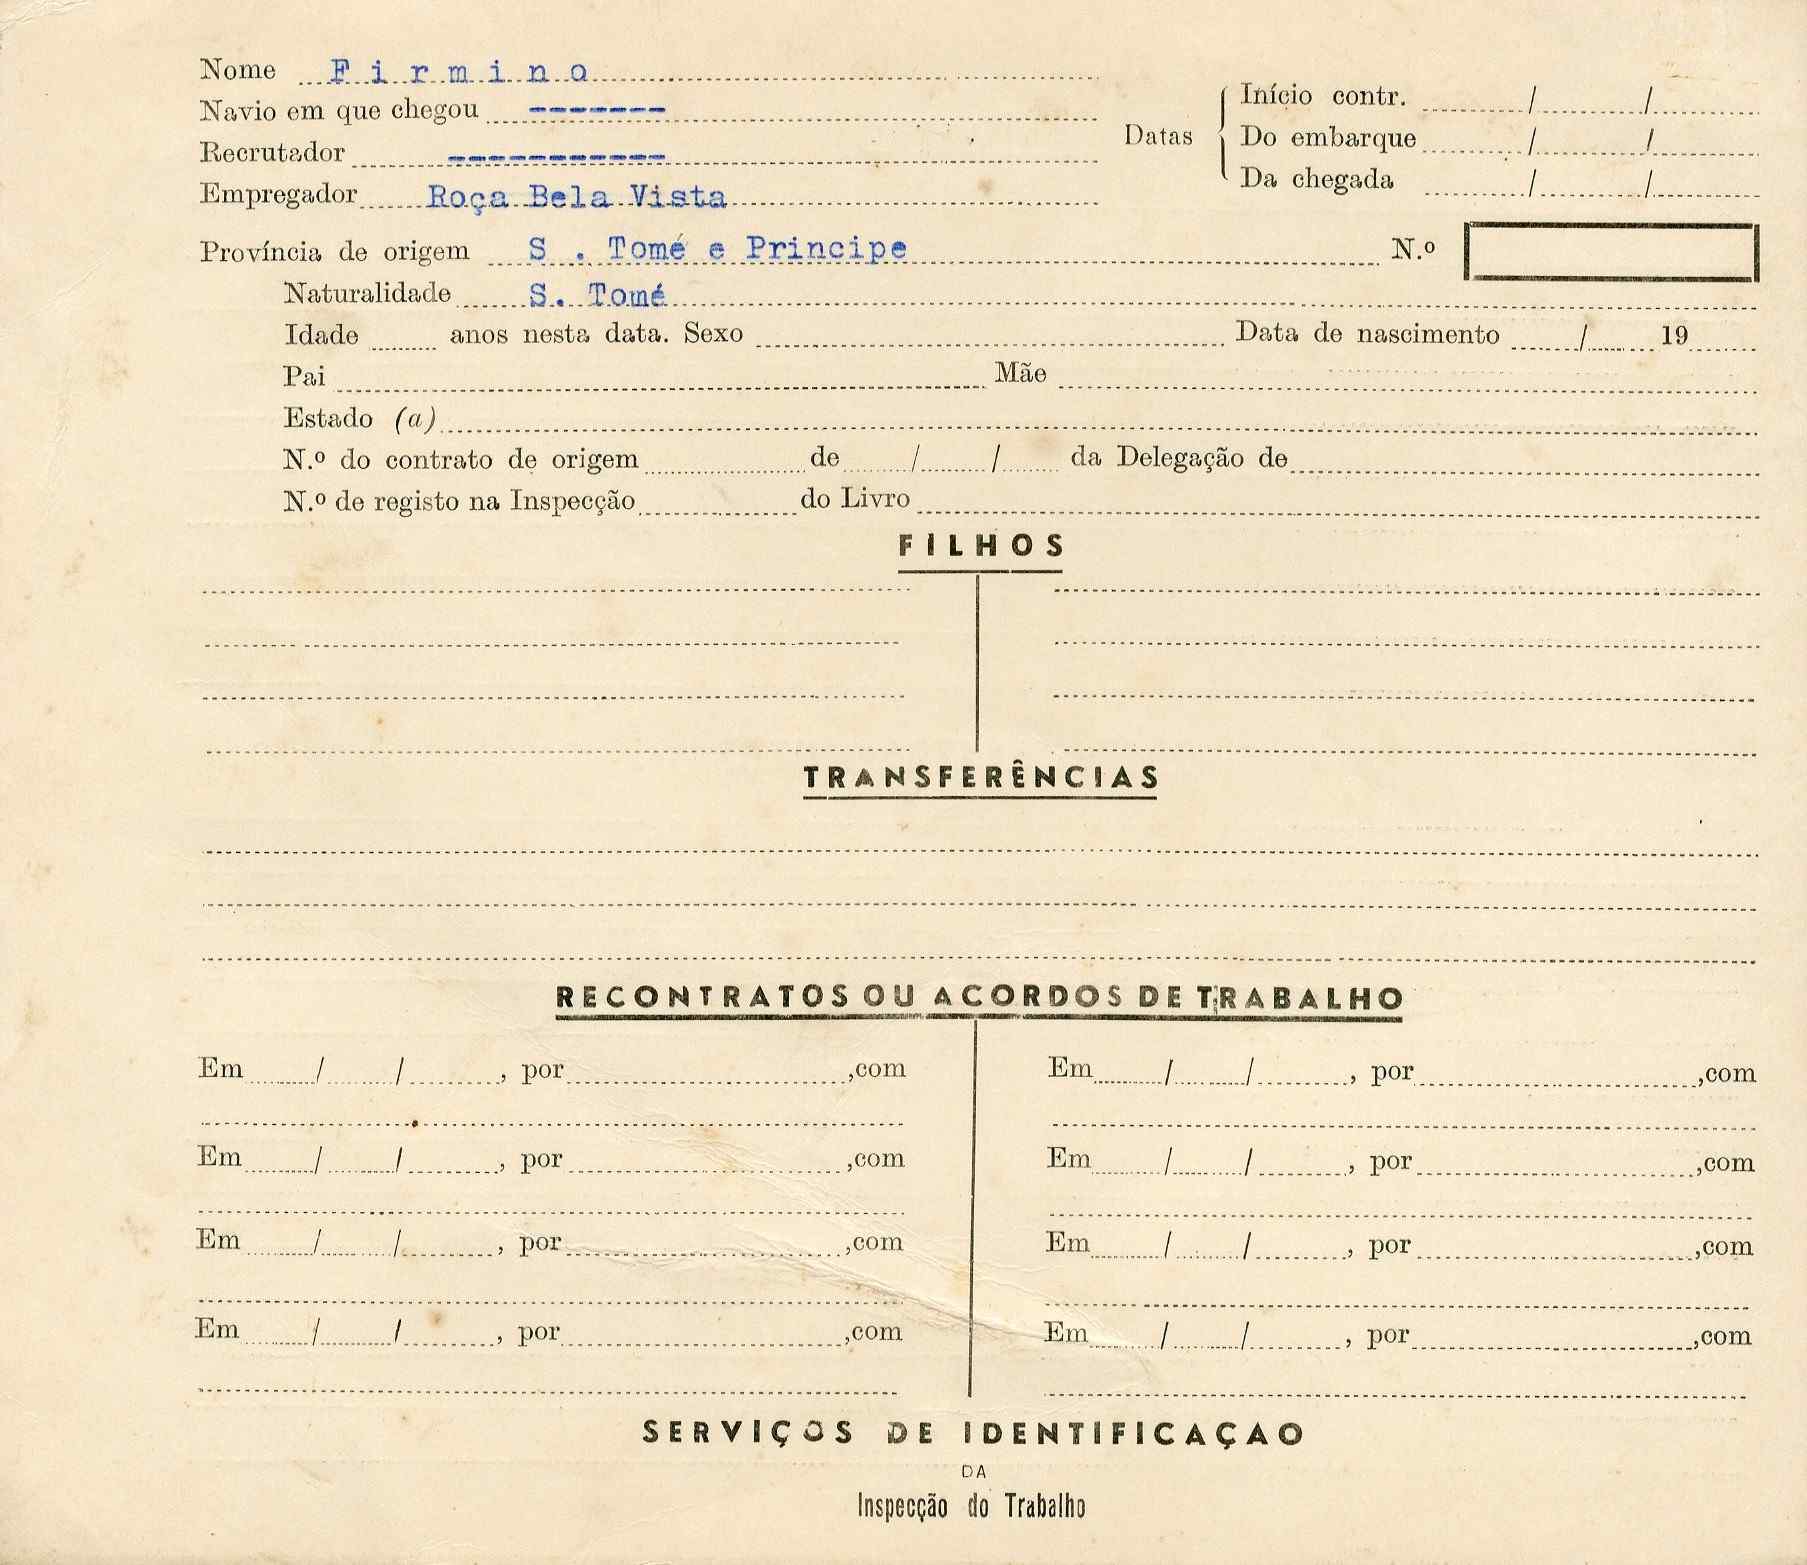 Nome Firmino
Navio em que chegou -------
Recrutador -----------
Empregador Roça Bela Vista
Datas
Início contr. / /
Do embarque / /
Da chegada / /
Província de origem S . Tomé e Principe N.º
Naturalidade S. Tomé
Idade anos nesta data. Sexo Data de nascimento / 19
Pai Mãe
Estado (a)
N.º do contrato de origem de / / da Delegação de
N.º de registo na Inspecção do Livro
FILHOS
TRANSFERÊNCIAS
RECONTRATOS OU ACORDOS DE TRABALHO
Em / / , por ,com Em / / , por ,com
Em / / , por ,com Em / / , por ,com
Em / / , por ,com Em / / , por ,com
Em / / , por ,com Em / / , por ,com
SERVIÇOS DE IDENTIFICAÇAO
DA
Inspecção do Trabalho